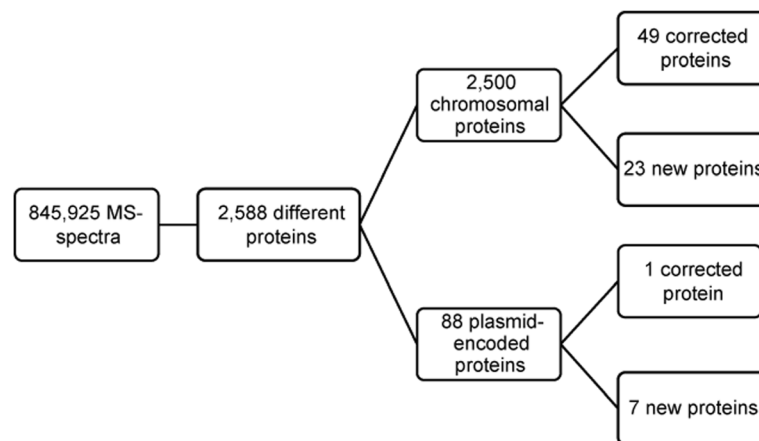 845,925 MS-
spectra
2,588 different
proteins
2,500
chromosomal
proteins
49 corrected
proteins
23 new proteins
88 plasmid-
encoded
proteins
1 corrected
protein
7 new proteins